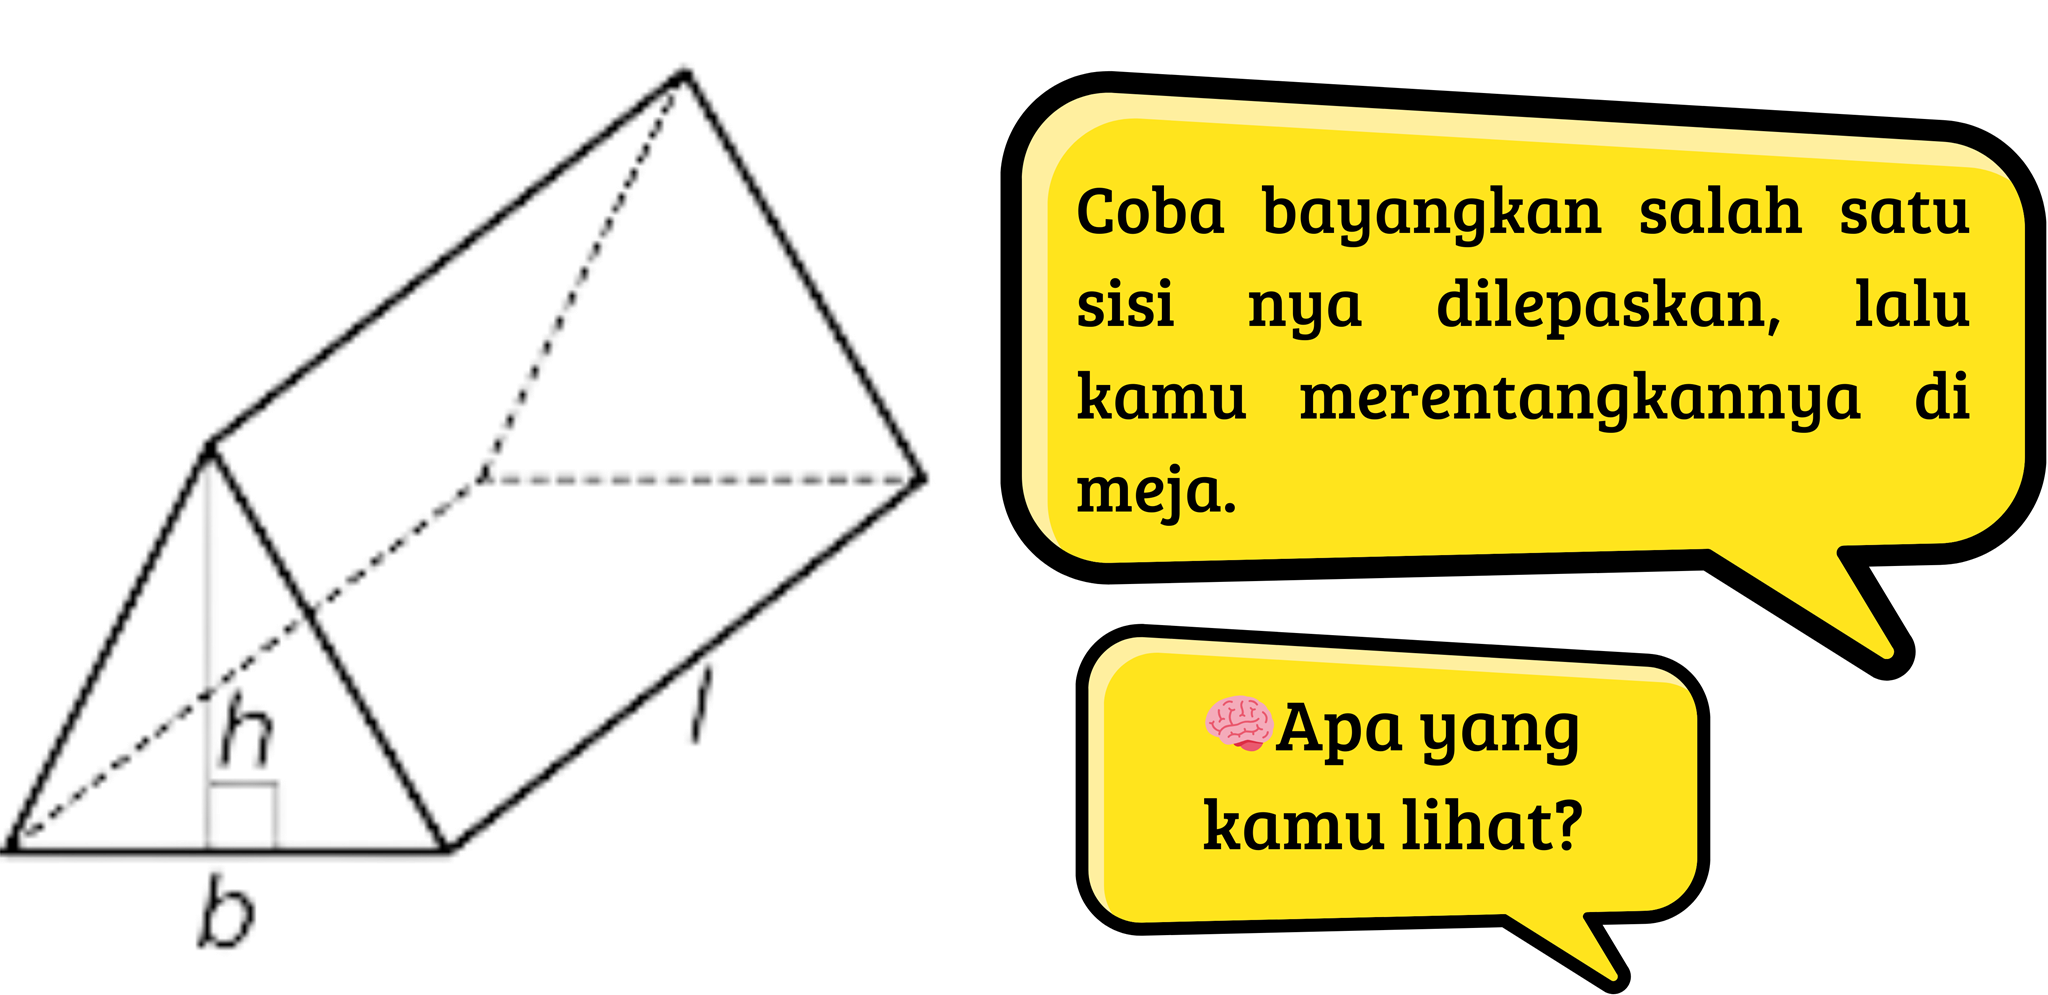 h
l
b
Coba bayangkan salah satu
sisi nya dilepaskan, lalu
kamu merentangkannya di
meja.
🧠Apa yang
kamu lihat?